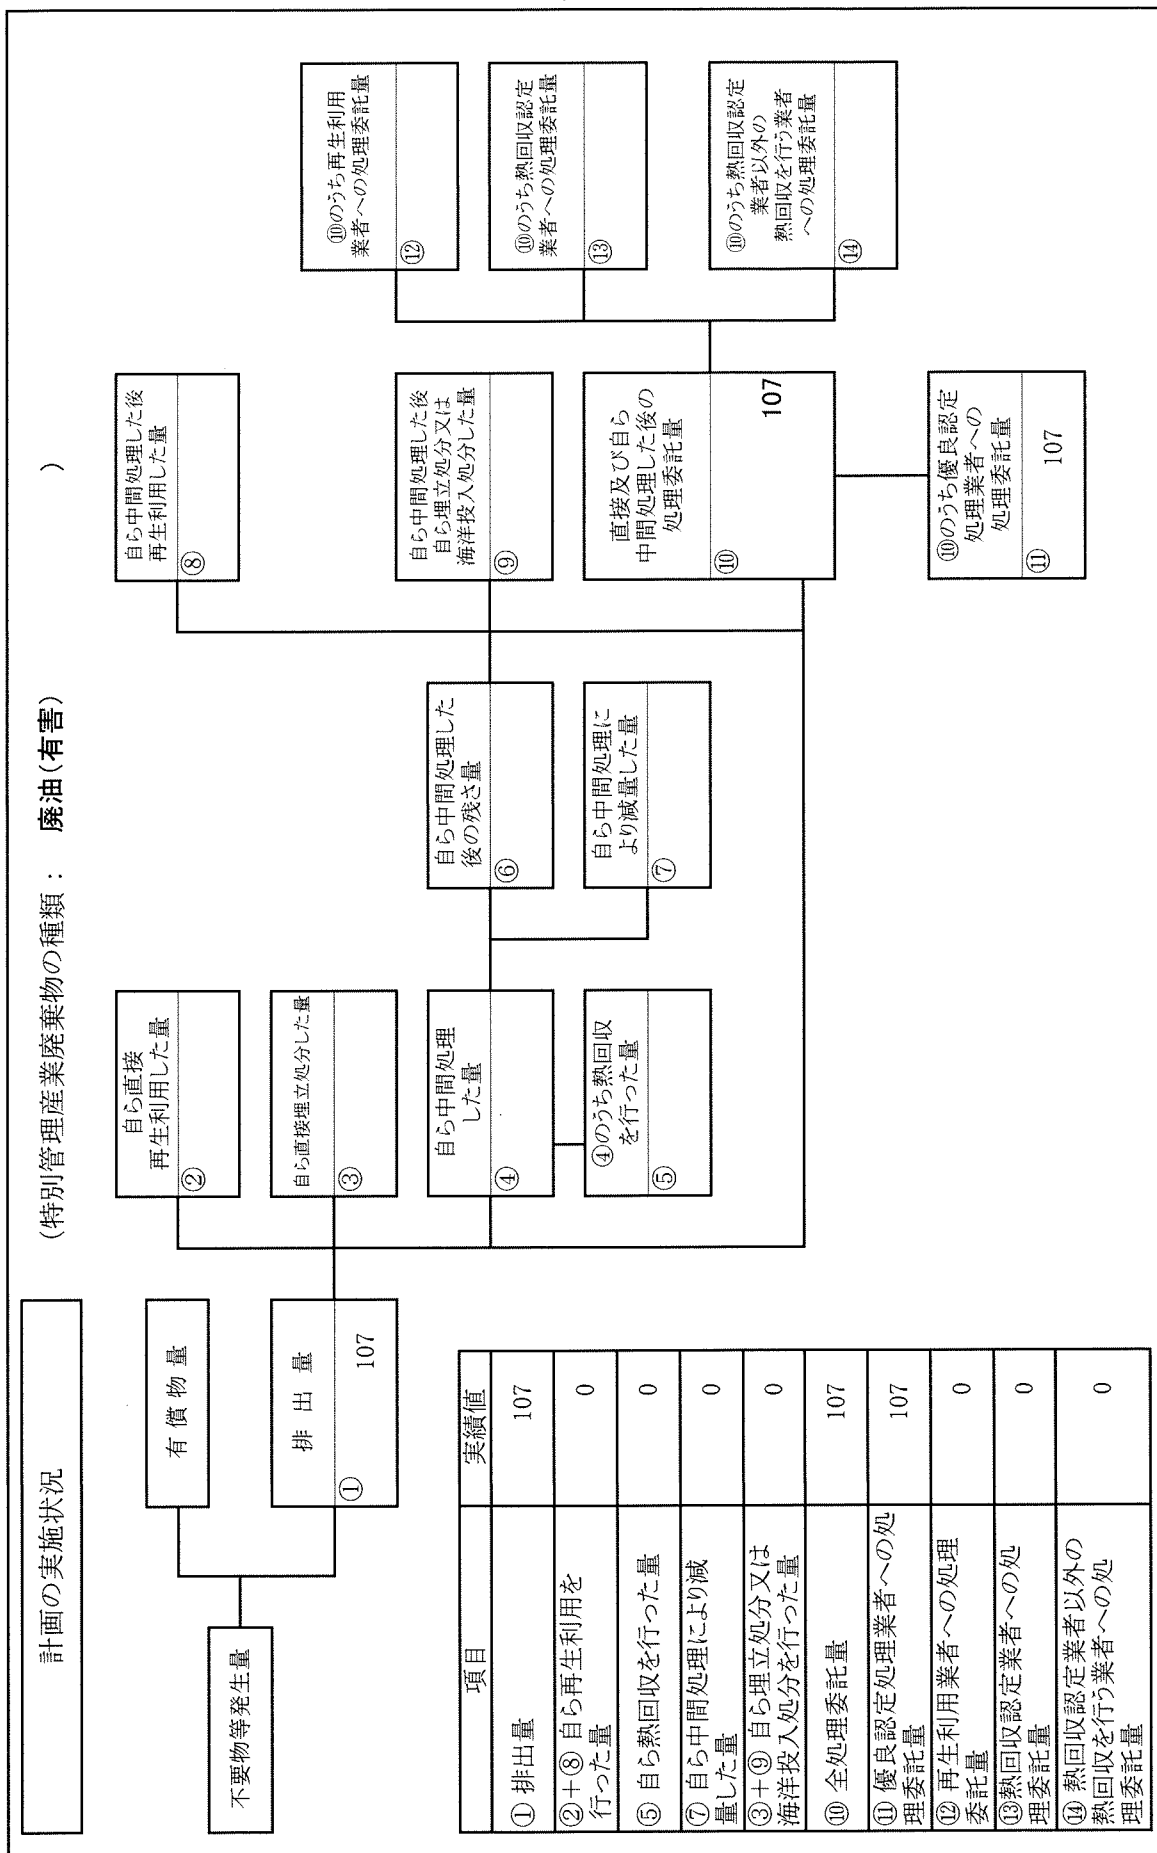 計画の実施状況
(特別管理産業廃棄物の種類： 廃油(有害) )
不要物等発生量
有 償 物 量
排 出 量
① 107
自ら直接
再生利用した量
②
自ら直接埋立処分した量
③
自ら中間処理
した量
④
④のうち熱回収
を行った量
⑤
自ら中間処理した
後の残さ量
⑥
自ら中間処理に
より減量した量
⑦
自ら中間処理した後
再生利用した量
⑧
自ら中間処理した後
自ら埋立処分又は
海洋投入処分した量
⑨
直接及び自ら
中間処理した後の
処理委託量
⑩ 107
⑩のうち優良認定
処理業者への
処理委託量
⑪ 107
⑩のうち再生利用
業者への処理委託量
⑫
⑩のうち熱回収認定
業者への処理委託量
⑬
⑩のうち熱回収認定
業者以外の
熱回収を行う業者
への処理委託量
⑭
項目 実績値
① 排出量 107
②＋⑧ 自ら再生利用を
行った量 0
⑤ 自ら熱回収を行った量 0
⑦ 自ら中間処理により減
量した量 0
③＋⑨ 自ら埋立処分又は
海洋投入処分を行った量 0
⑩ 全処理委託量 107
⑪ 優良認定処理業者への処
理委託量 107
⑫ 再生利用業者への処理
委託量 0
⑬熱回収認定業者への処
理委託量 0
⑭ 熱回収認定業者以外の
熱回収を行う業者への処
理委託量 0